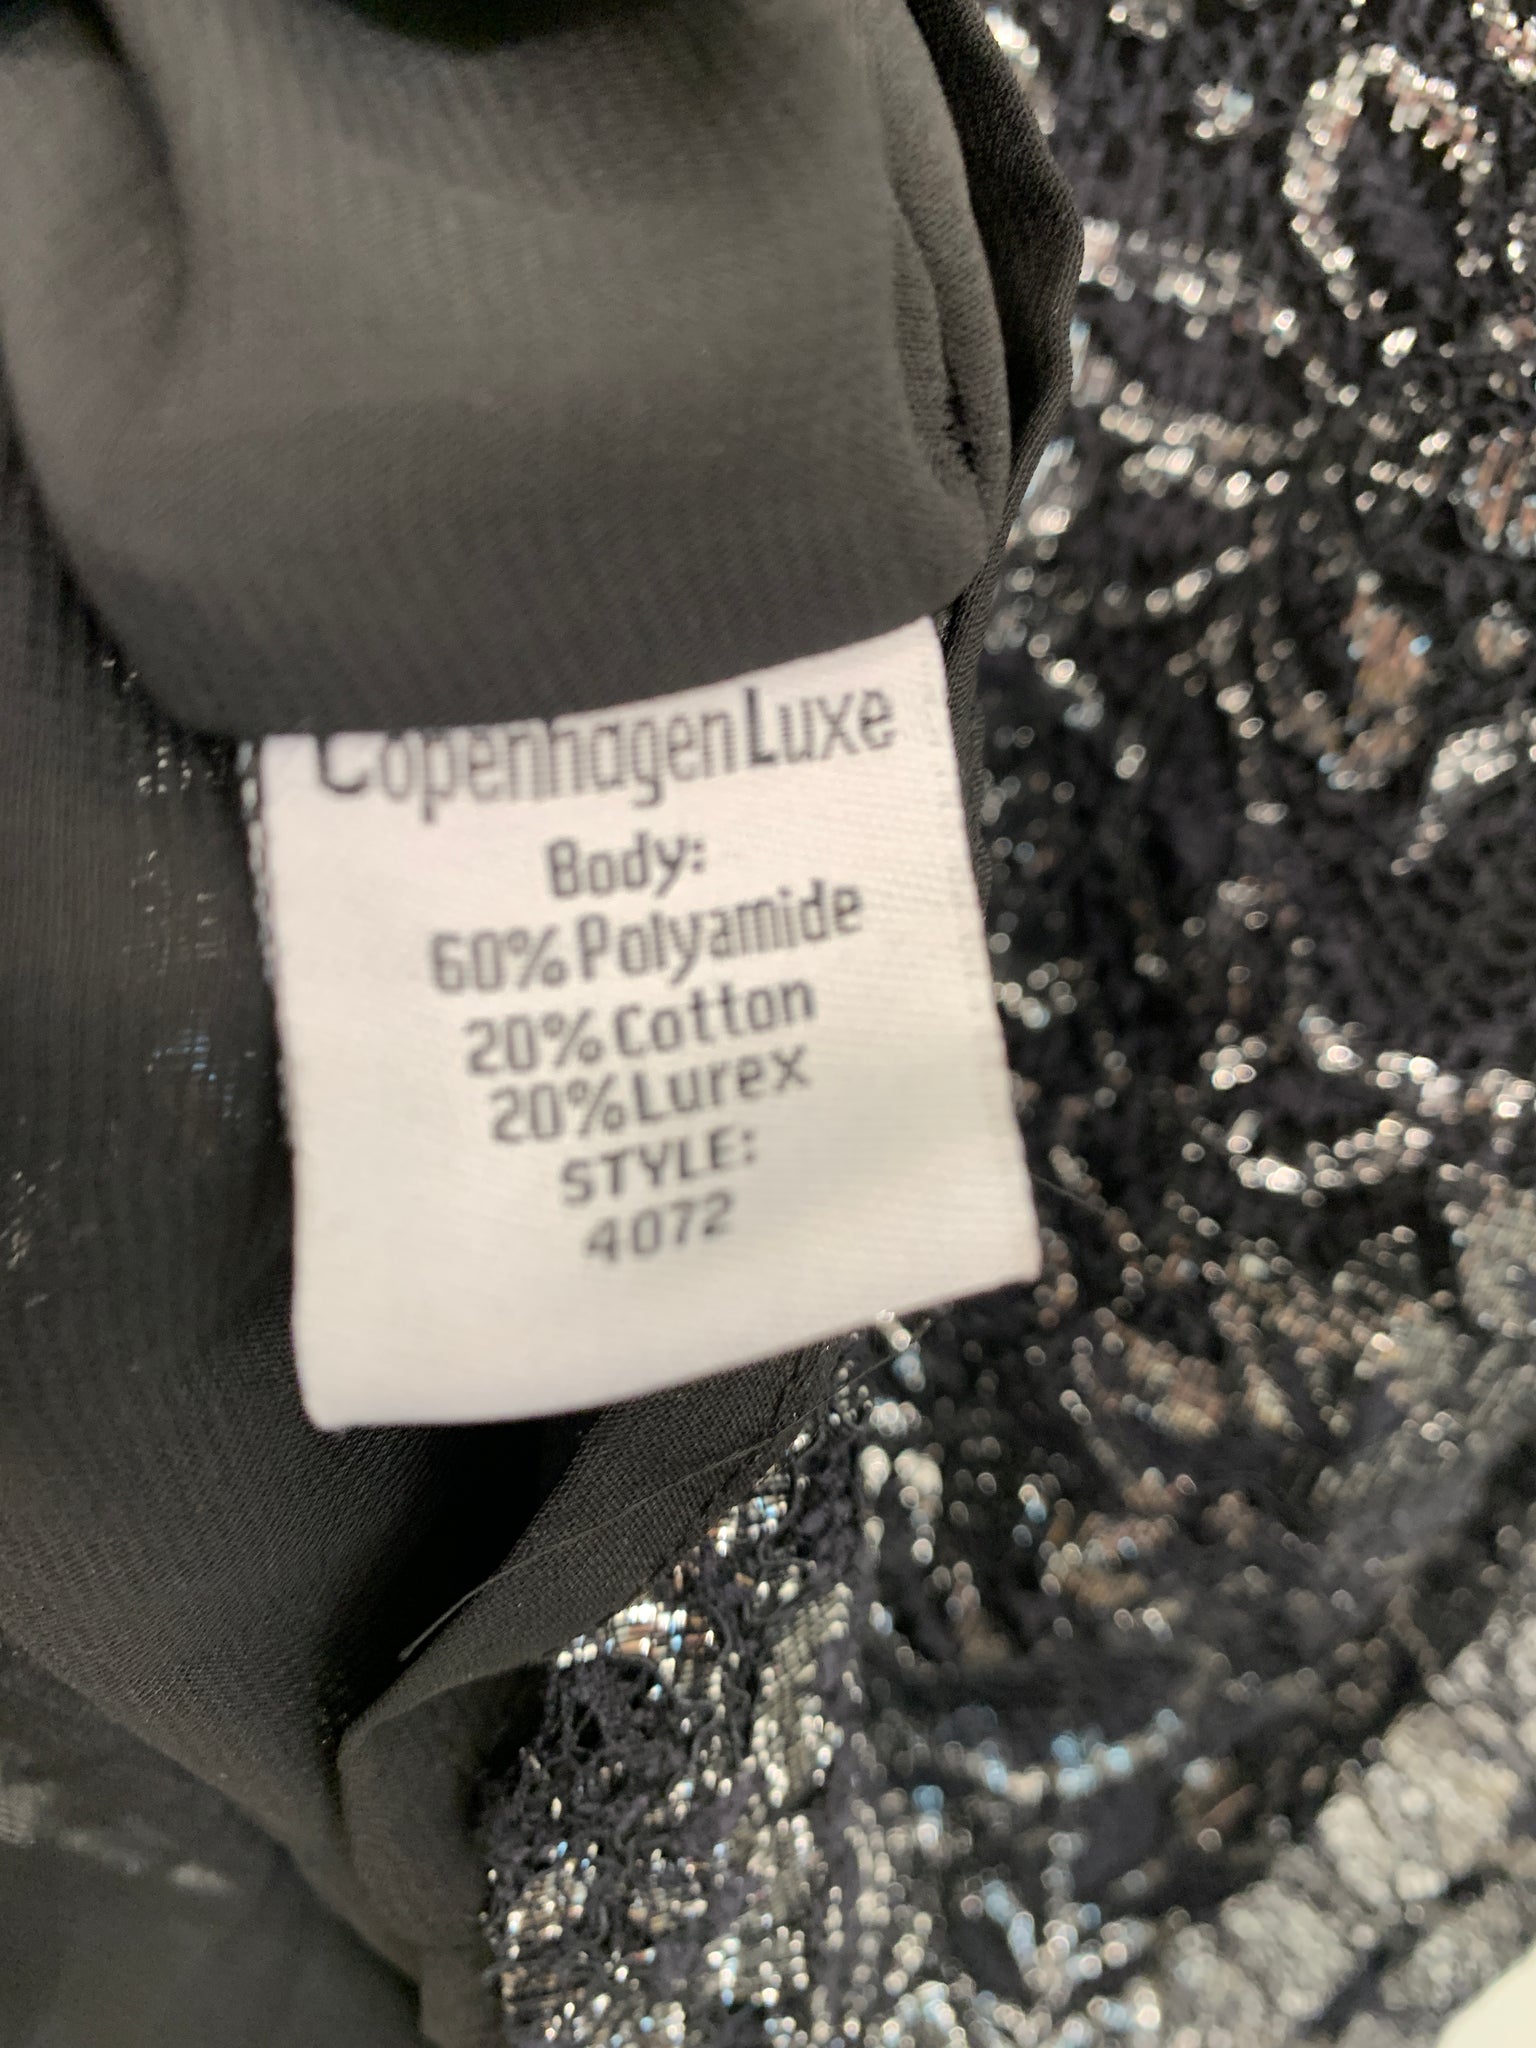 CopenhagenLuxe
Body:
60% Polyamide
20% Cotton
20% Lurex
STYLE:
4072